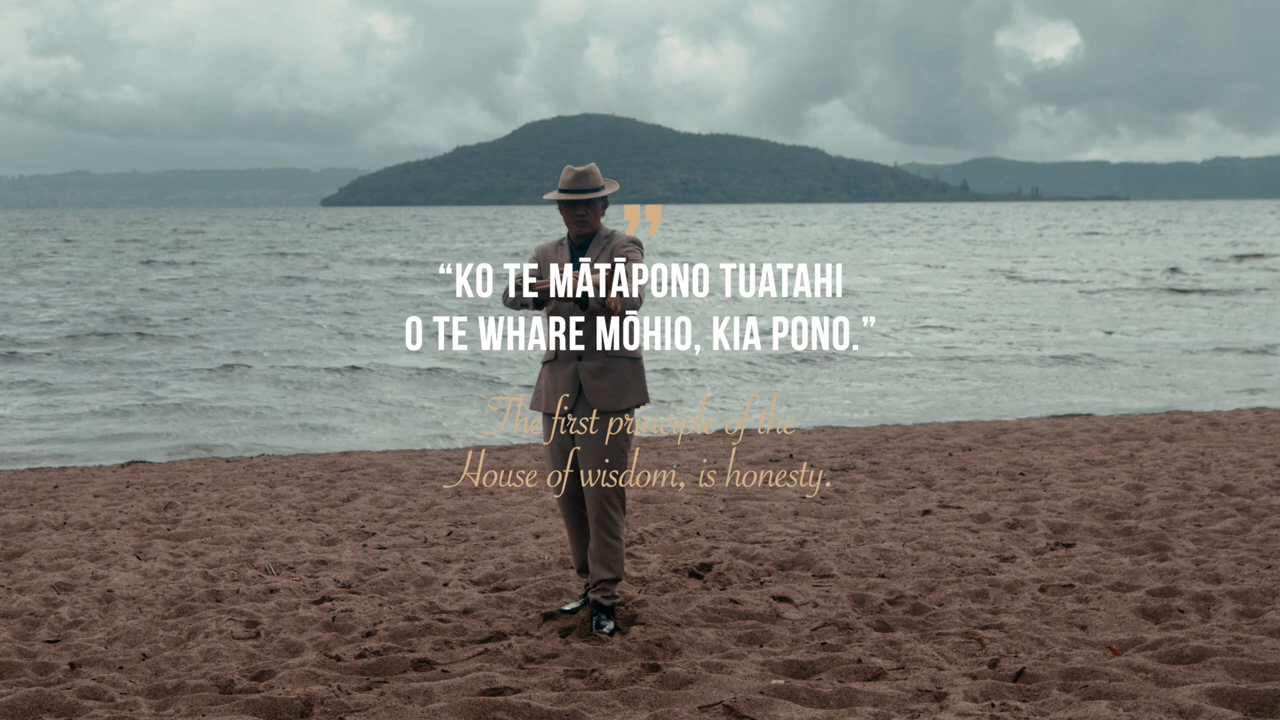 ”
“KO TE MĀTĀPONO TUATAHI
O TE WHARE MŌHIO, KIA PONO.”
The first principle of the
House of wisdom, is honesty.